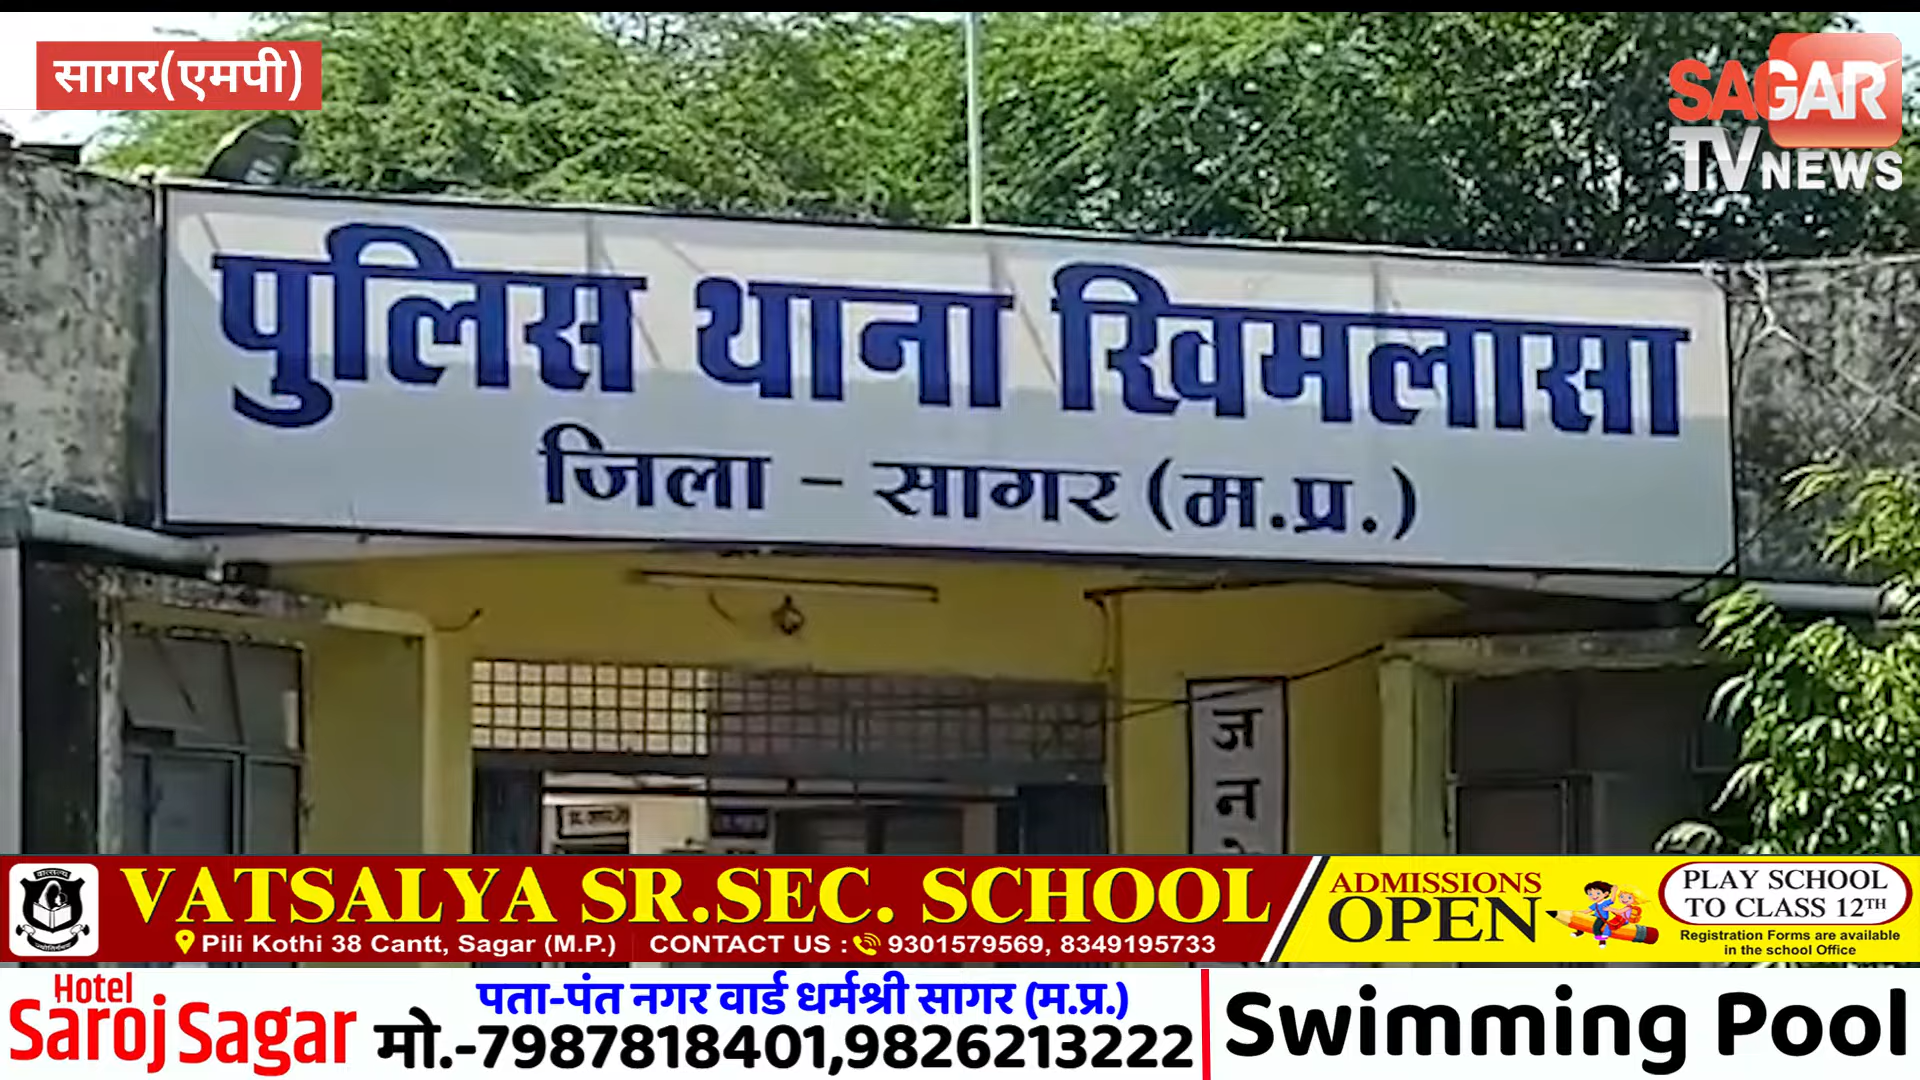 सागर(एमपी)
SAGAR
TV NEWS
पुलिस थाना खिमलासा
जिला - सागर (म.प्र.)
ज
न
VATSALYA SR.SEC. SCHOOL
Pili Kothi 38 Cantt, Sagar (M.P.)
CONTACT US : 9301579569, 8349195733
ADMISSIONS
OPEN
PLAY SCHOOL
TO CLASS 12TH
Registration Forms are available
in the school Office
Hotel
Saroj Sagar
पता-पंत नगर वार्ड धर्मश्री सागर (म.प्र.)
मो.-7987818401,9826213222
Swimming Pool